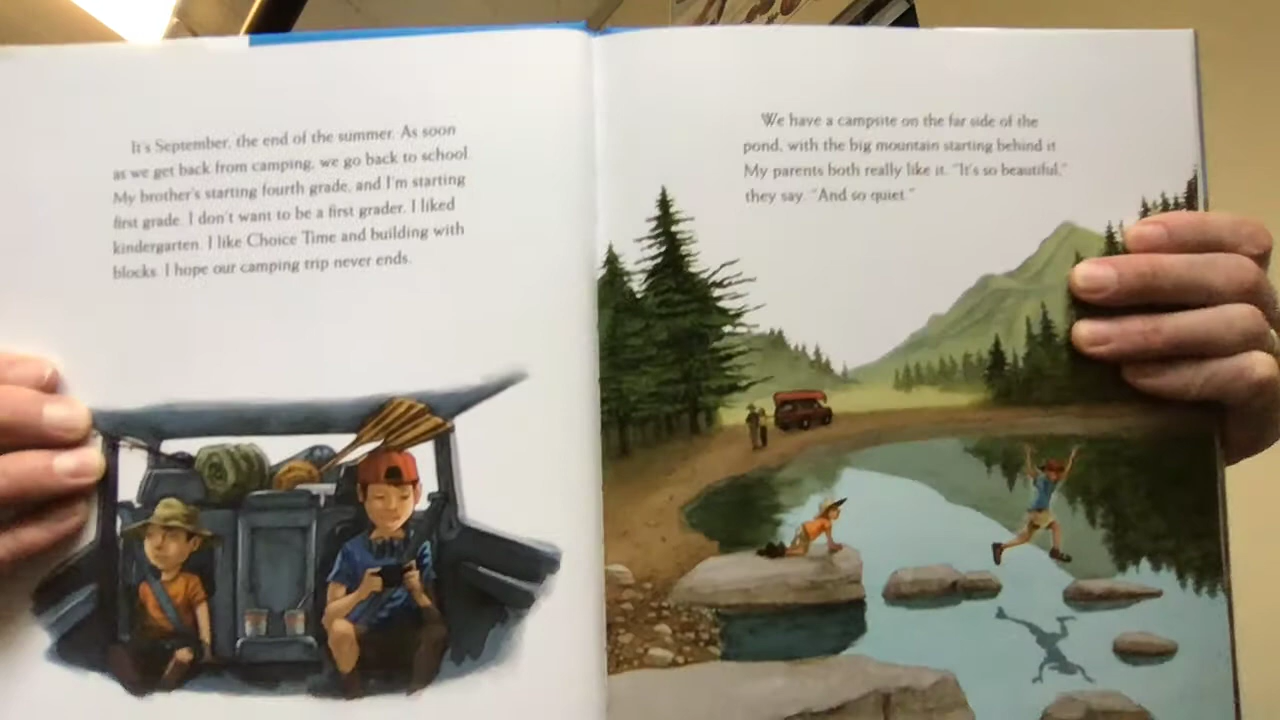 It's September, the end of the summer. As soon
as we get back from camping, we go back to school.
My brother's starting fourth grade, and I'm starting
first grade. I don't want to be a first grader. I liked
kindergarten. I like Choice Time and building with
blocks. I hope our camping trip never ends.
We have a campsite on the far side of the
pond, with the big mountain starting behind it.
My parents both really like it. "It's so beautiful,"
they say. "And so quiet."